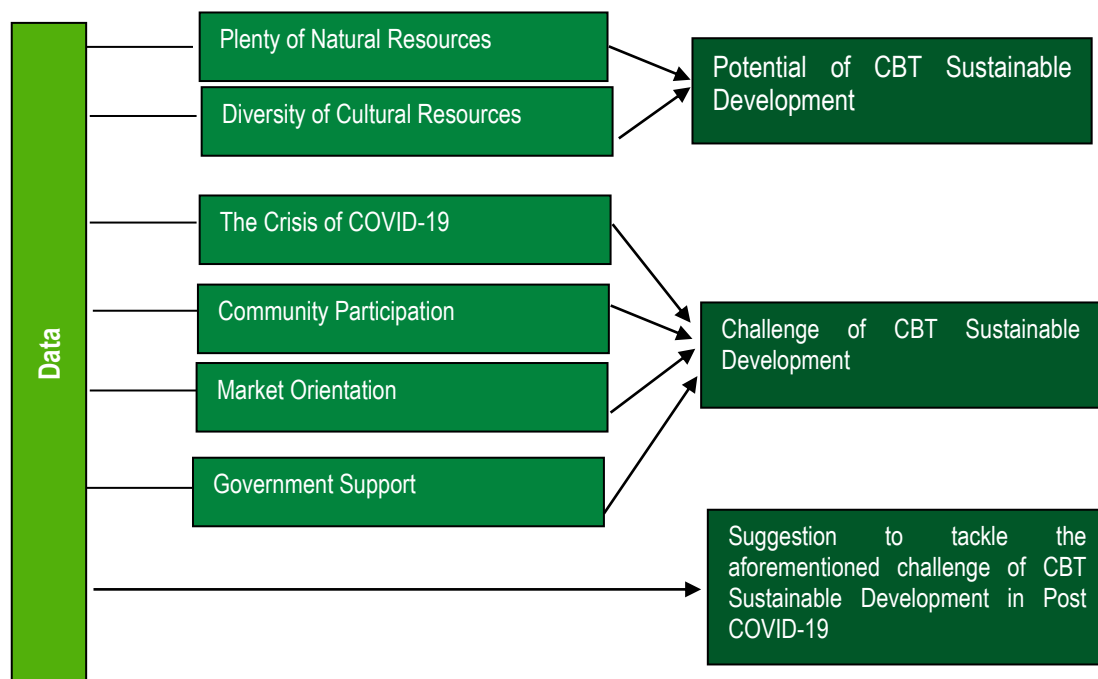 Data
Plenty of Natural Resources
Diversity of Cultural Resources
The Crisis of COVID-19
Community Participation
Market Orientation
Government Support
Potential of CBT Sustainable
Development
Challenge of CBT Sustainable
Development
Suggestion to tackle the
aforementioned challenge of CBT
Sustainable Development in Post
COVID-19